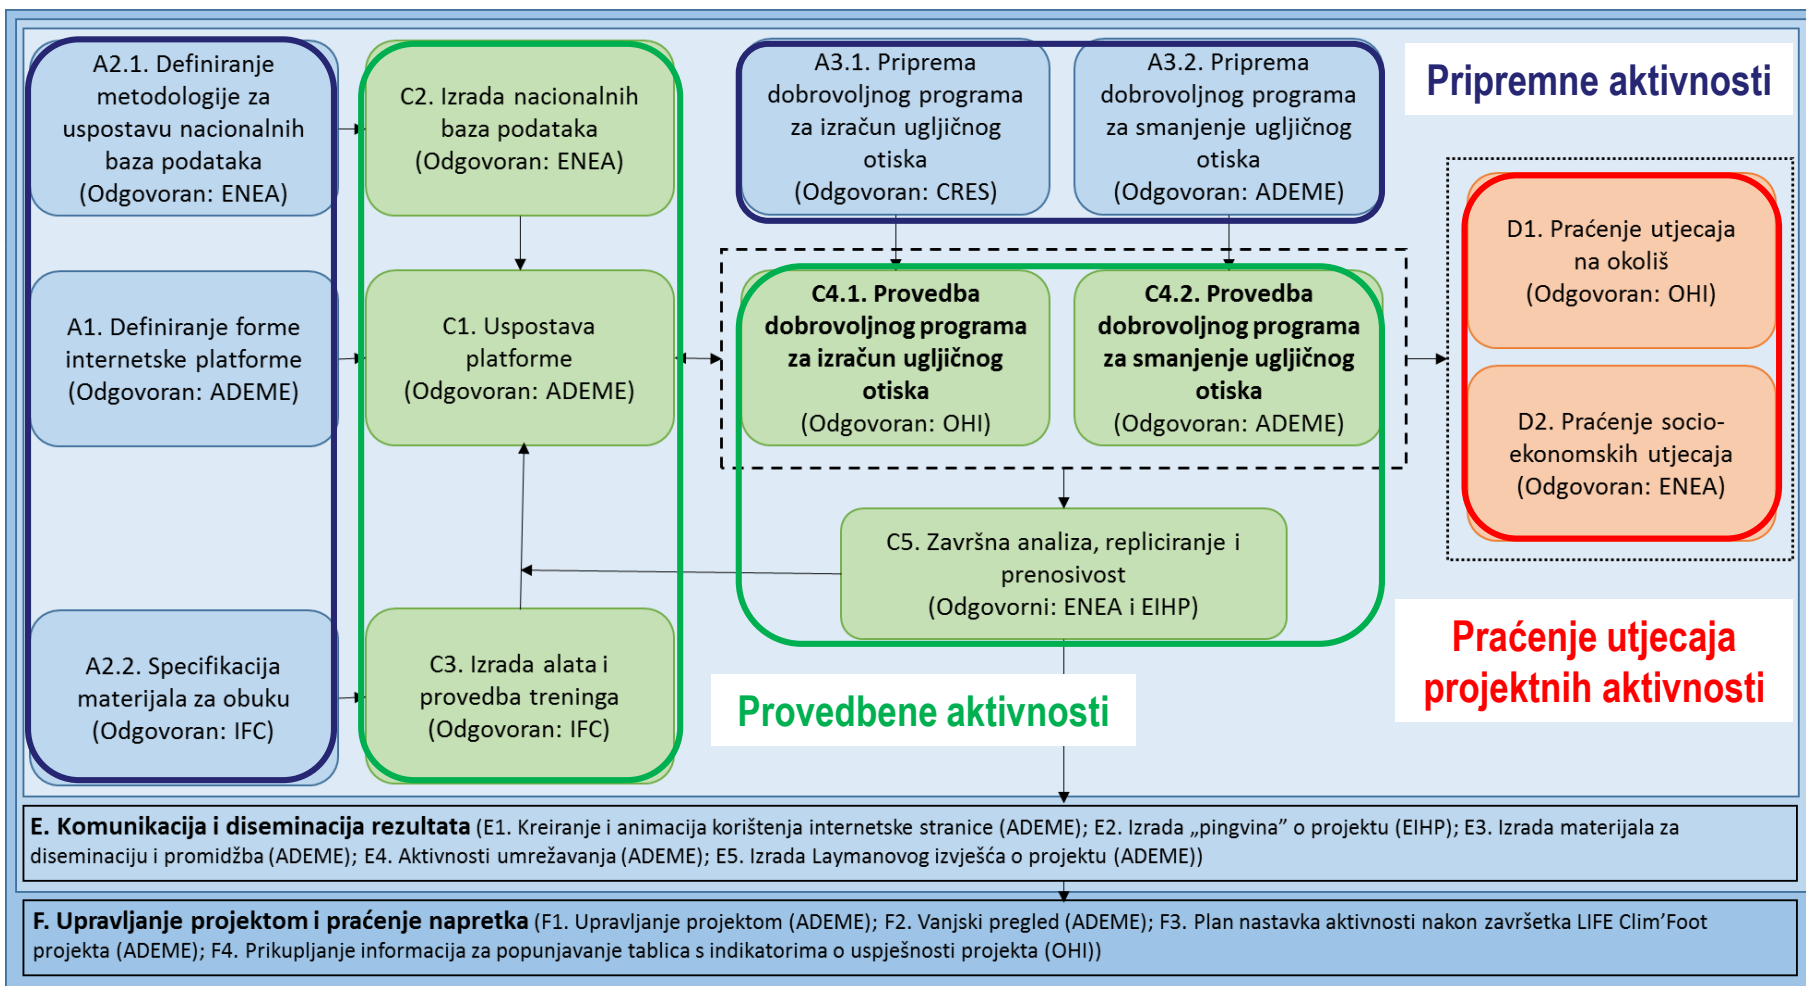 A2.1. Definiranje
metodologije za
uspostavu nacionalnih
baza podataka
(Odgovoran: ENEA)
C2. Izrada nacionalnih
baza podataka
(Odgovoran: ENEA)
A3.1. Priprema
dobrovoljnog programa
za izračun ugljičnog
otiska
(Odgovoran: CRES)
A3.2. Priprema
dobrovoljnog programa
za smanjenje ugljičnog
otiska
(Odgovoran: ADEME)
Pripremne aktivnosti
A1. Definiranje forme
internetske platforme
(Odgovoran: ADEME)
C1. Uspostava
platforme
(Odgovoran: ADEME)
C4.1. Provedba
dobrovoljnog programa
za izračun ugljičnog
otiska
(Odgovoran: OHI)
C4.2. Provedba
dobrovoljnog programa
za smanjenje ugljičnog
otiska
(Odgovoran: ADEME)
D1. Praćenje utjecaja
na okoliš
(Odgovoran: OHI)
D2. Praćenje socio-
ekonomskih utjecaja
(Odgovoran: ENEA)
C5. Završna analiza, repliciranje i
prenosivost
(Odgovorni: ENEA i EIHP)
Praćenje utjecaja
projektnih aktivnosti
A2.2. Specifikacija
materijala za obuku
(Odgovoran: IFC)
C3. Izrada alata i
provedba treninga
(Odgovoran: IFC)
Provedbene aktivnosti
E. Komunikacija i diseminacija rezultata (E1. Kreiranje i animacija korištenja internetske stranice (ADEME); E2. Izrada „pingvina” o projektu (EIHP); E3. Izrada materijala za
diseminaciju i promidžba (ADEME); E4. Aktivnosti umrežavanja (ADEME); E5. Izrada Laymanovog izvješća o projektu (ADEME))
F. Upravljanje projektom i praćenje napretka (F1. Upravljanje projektom (ADEME); F2. Vanjski pregled (ADEME); F3. Plan nastavka aktivnosti nakon završetka LIFE Clim’Foot
projekta (ADEME); F4. Prikupljanje informacija za popunjavanje tablica s indikatorima o uspješnosti projekta (OHI))